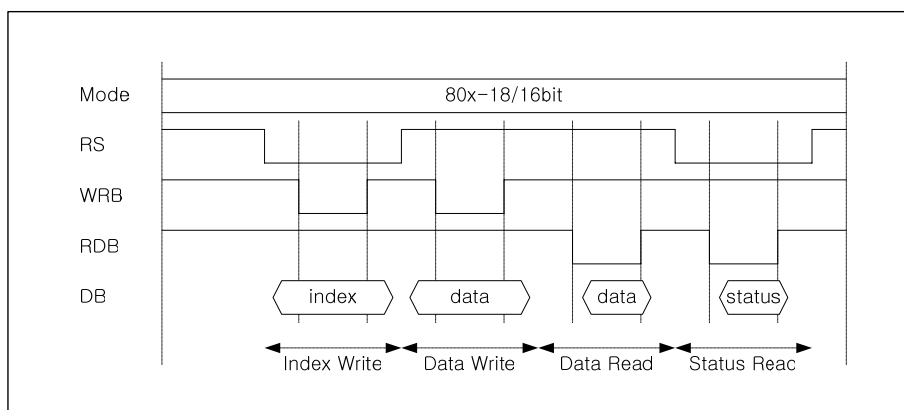 Mode 80x-18/16bit
RS
WRB
RDB
DB index data data status
Index Write Data Write Data Read Status Reac